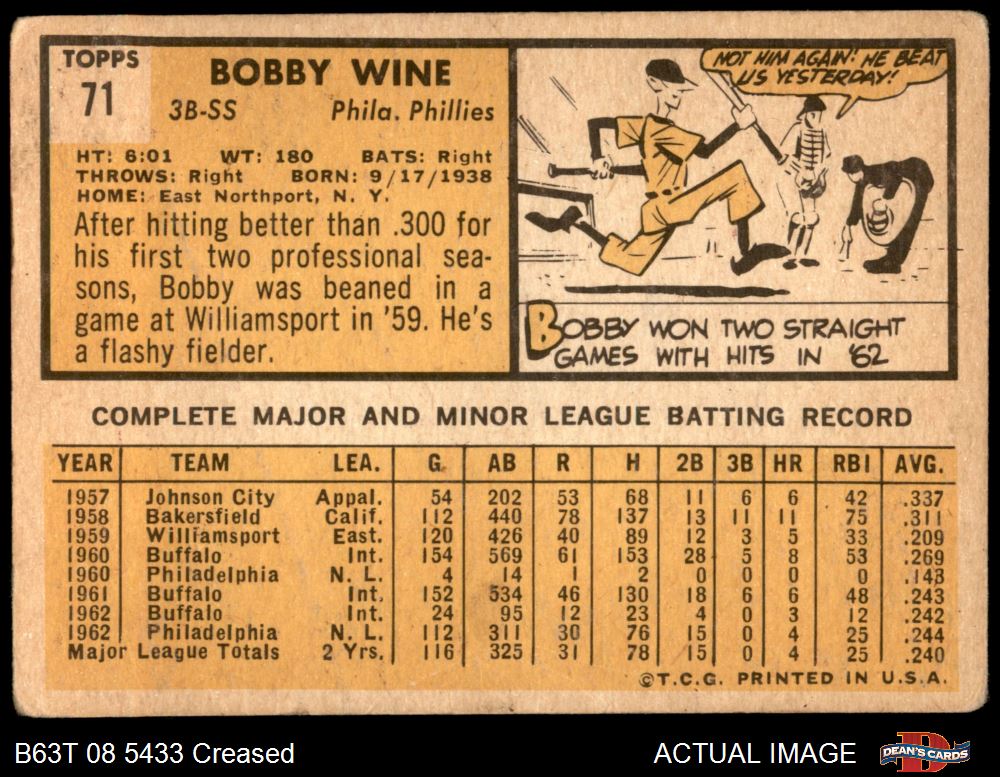 TOPPS
71
BOBBY WINE
3B-SS Phila. Phillies
HT: 6:01 WT: 180 BATS: Right
THROWS: Right BORN: 9/17/1938
HOME: East Northport, N. Y.
After hitting better than .300 for
his first two professional sea-
sons, Bobby was beaned in a
game at Williamsport in '59. He's
a flashy fielder.
NOT HIM AGAIN! HE BEAT
US YESTERDAY!
BOBBY WON TWO STRAIGHT
GAMES WITH HITS IN '62
COMPLETE MAJOR AND MINOR LEAGUE BATTING RECORD
YEAR TEAM LEA. G AB R H 2B 3B HR RBI AVG.
1957 Johnson City Appal. 54 202 53 68 11 6 6 42 .337
1958 Bakersfield Calif. 112 440 78 137 13 11 11 75 .311
1959 Williamsport East. 120 426 40 89 12 3 5 33 .209
1960 Buffalo Int. 154 569 61 153 28 5 8 53 .269
1960 Philadelphia N. L. 4 14 1 2 0 0 0 0 .143
1961 Buffalo Int. 152 534 46 130 18 6 6 48 .243
1962 Buffalo Int. 24 95 12 23 4 0 3 12 .242
1962 Philadelphia N. L. 112 311 30 76 15 0 4 25 .244
Major League Totals 2 Yrs. 116 325 31 78 15 0 4 25 .240
©T.C.G. PRINTED IN U.S.A.
B63T 08 5433 Creased ACTUAL IMAGE DEAN'S CARDS